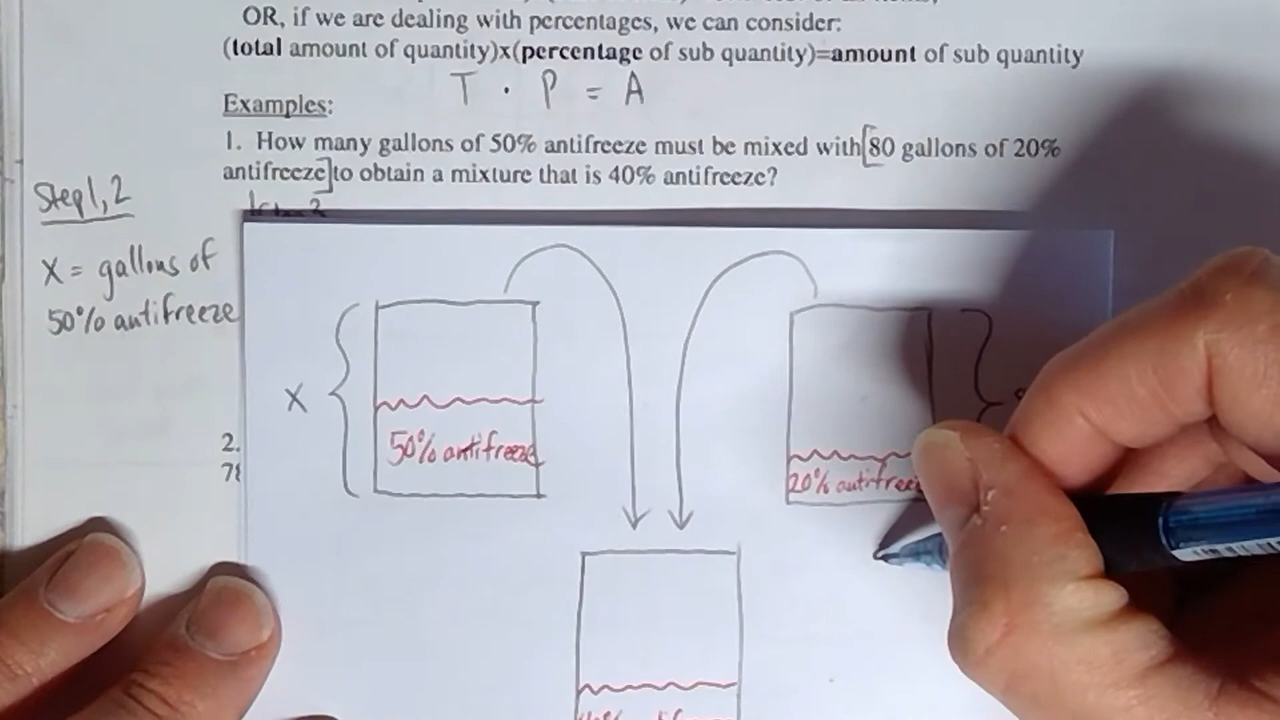 OR, if we are dealing with percentages, we can consider:
(total amount of quantity)x(percentage of sub quantity)=amount of sub quantity
T · P = A
Examples:
1. How many gallons of 50% antifreeze must be mixed with [80 gallons of 20%
antifreeze] to obtain a mixture that is 40% antifreeze?
Step 1, 2
X = gallons of
50% antifreeze
X
50% antifreeze
20% antifreeze
2.